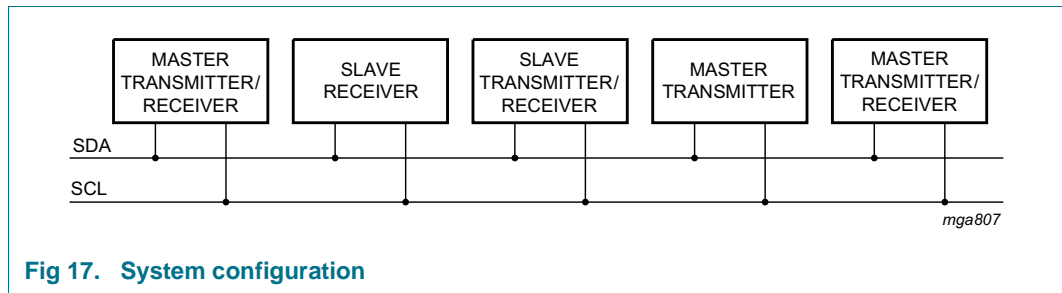 MASTER
TRANSMITTER/
RECEIVER
SLAVE
RECEIVER
SLAVE
TRANSMITTER/
RECEIVER
MASTER
TRANSMITTER
MASTER
TRANSMITTER/
RECEIVER
SDA
SCL
mga807
Fig 17. System configuration